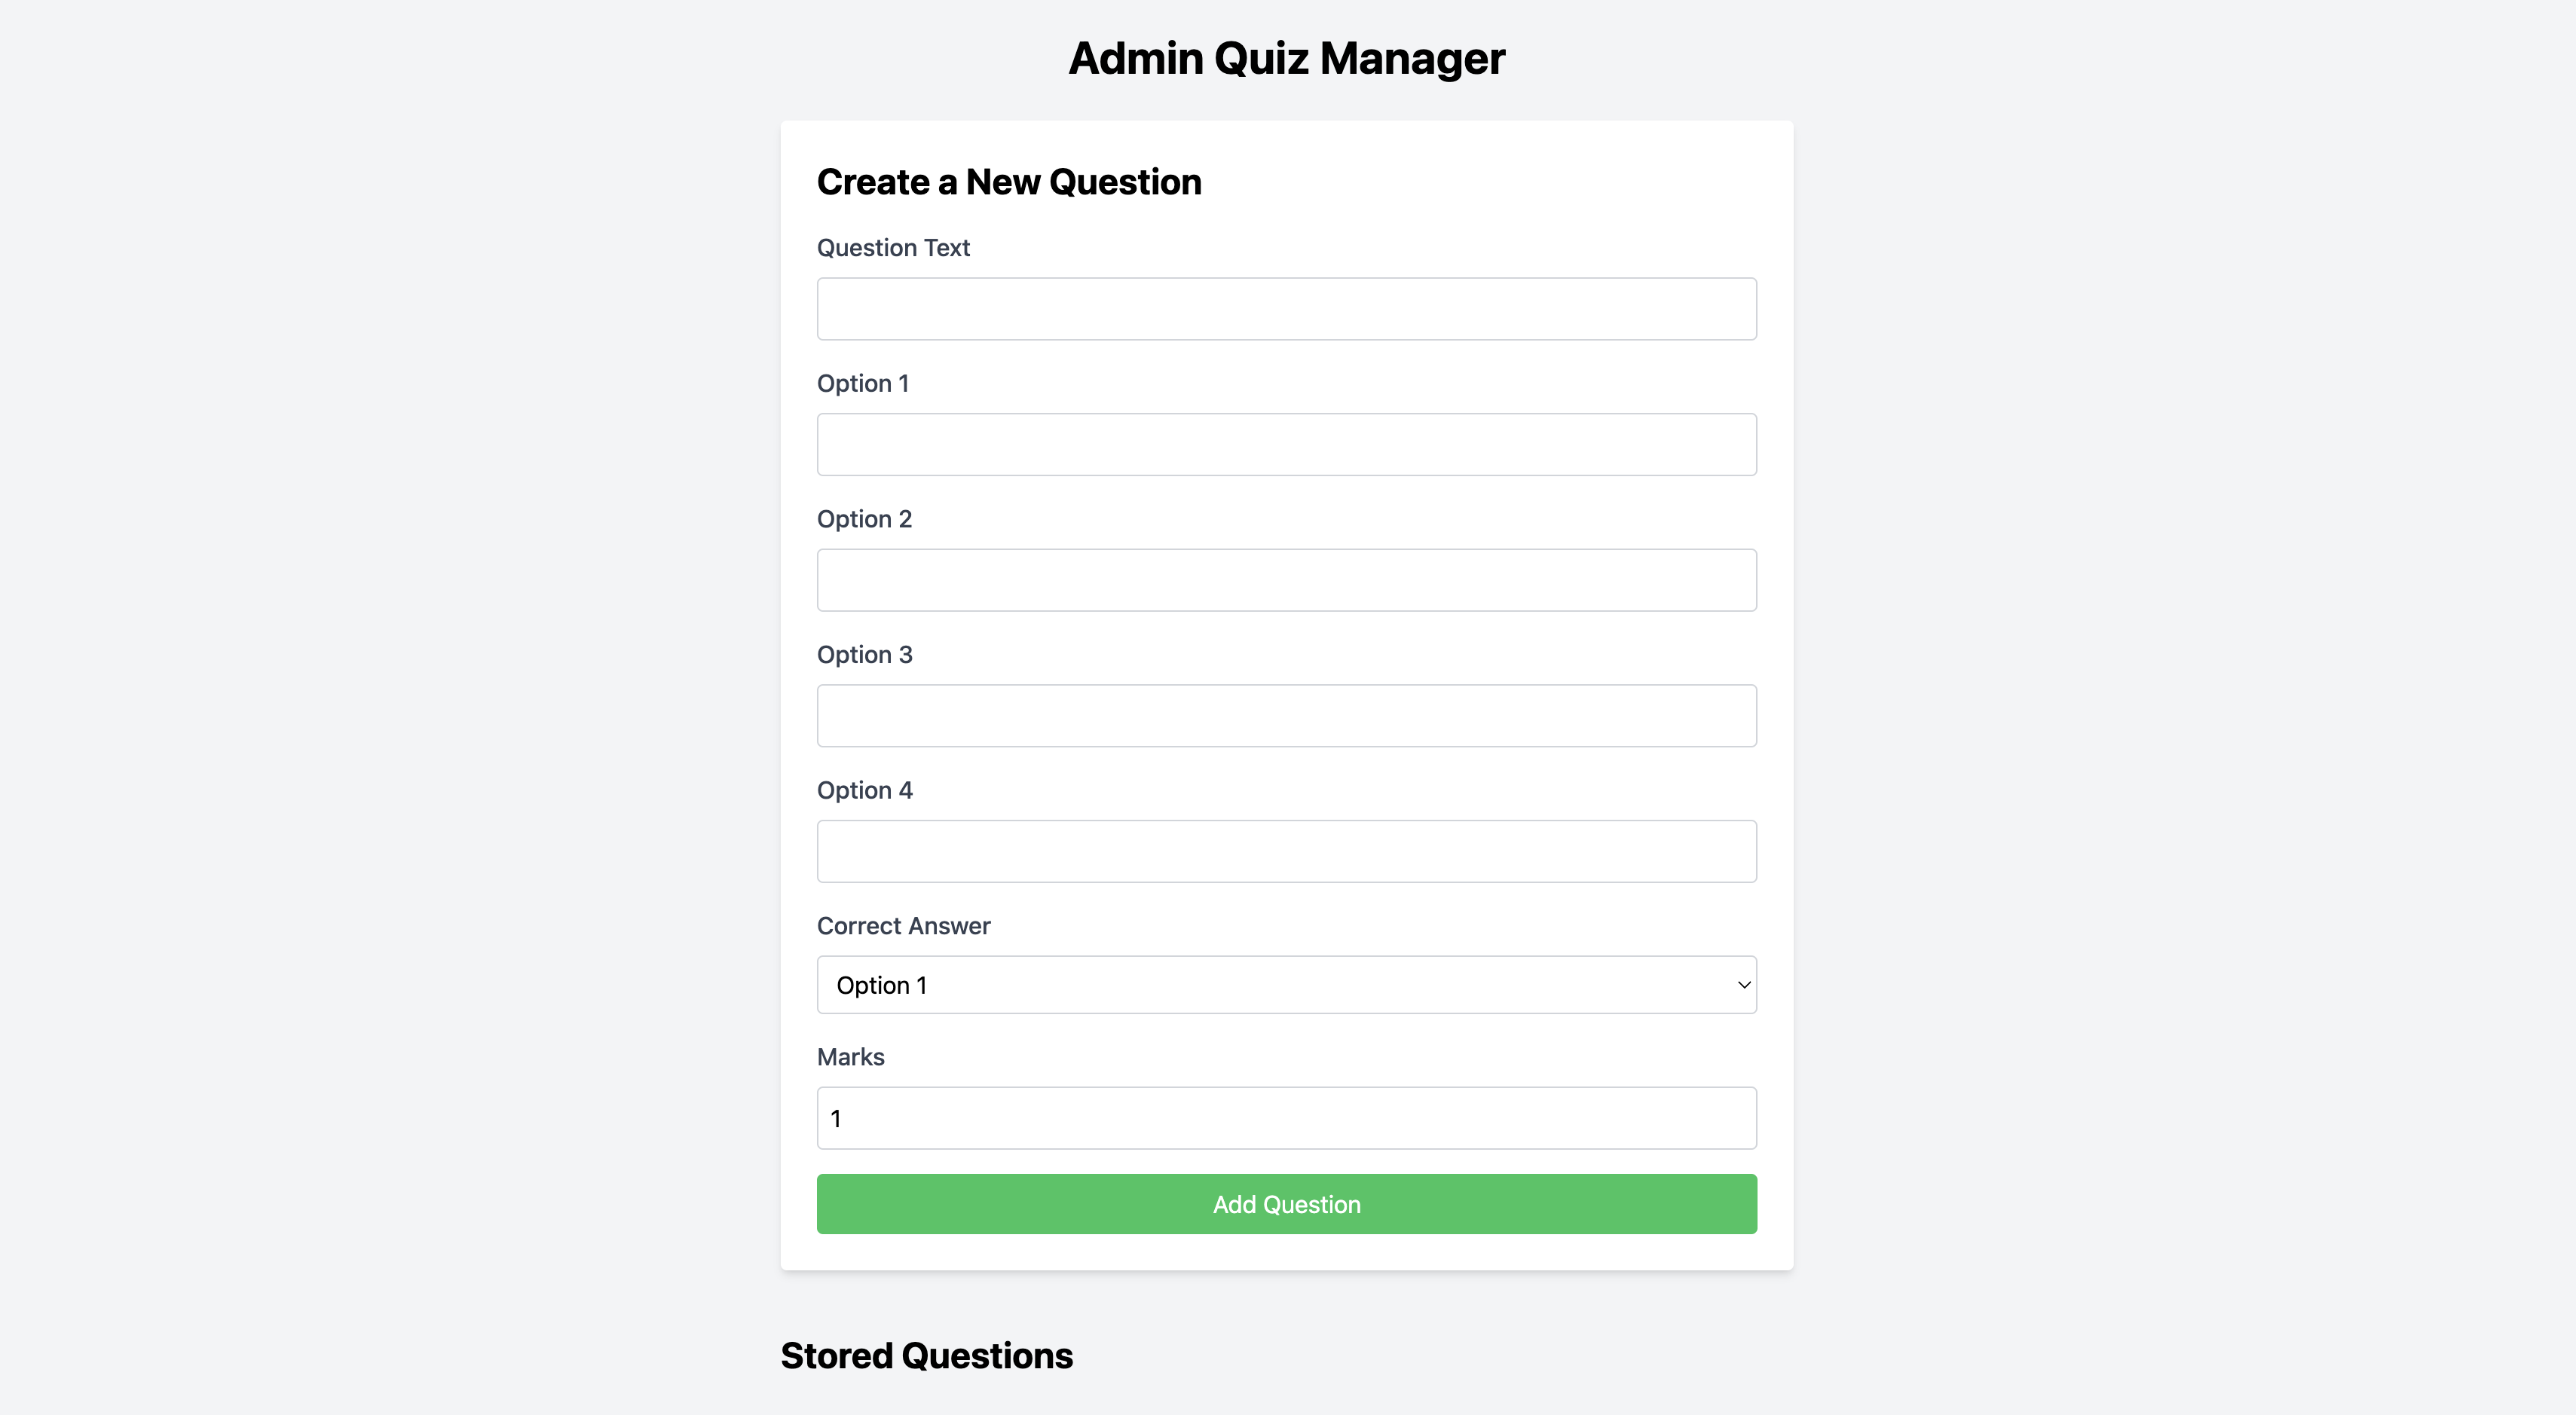 Admin Quiz Manager
Create a New Question
Question Text
Option 1
Option 2
Option 3
Option 4
Correct Answer
Option 1
Marks
1
Add Question
Stored Questions